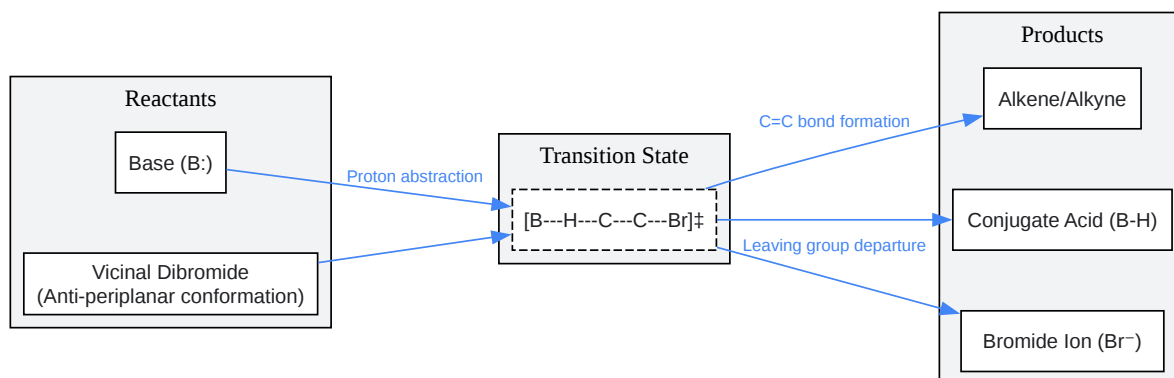 Reactants
Base (B:)
Vicinal Dibromide
(Anti-periplanar conformation)
Proton abstraction
Transition State
[B---H---C---C---Br]‡
C=C bond formation
Leaving group departure
Products
Alkene/Alkyne
Conjugate Acid (B-H)
Bromide Ion (Br⁻)